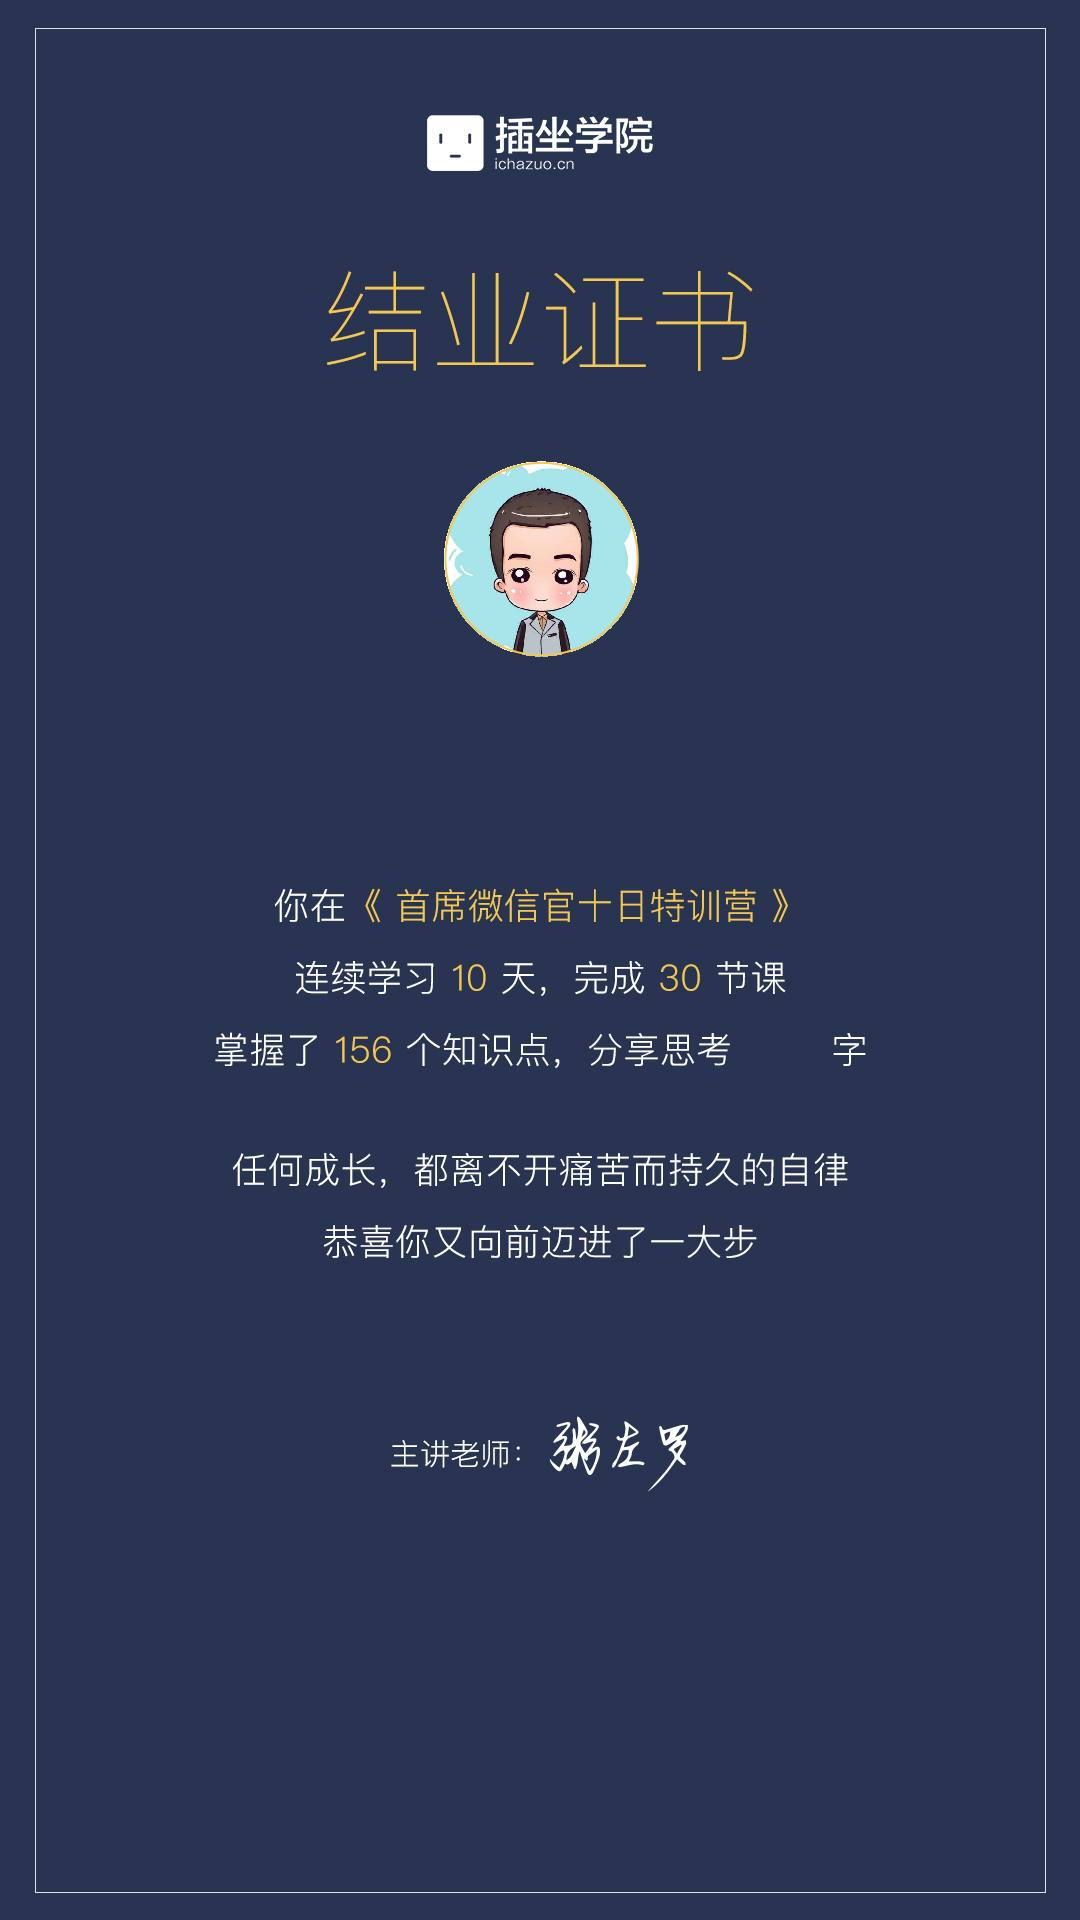 插坐学院
ichazuo.cn
结业证书
你在《 首席微信官十日特训营 》
连续学习 10 天，完成 30 节课
掌握了 156 个知识点，分享思考 字
任何成长，都离不开痛苦而持久的自律
恭喜你又向前迈进了一大步
主讲老师：粥左罗